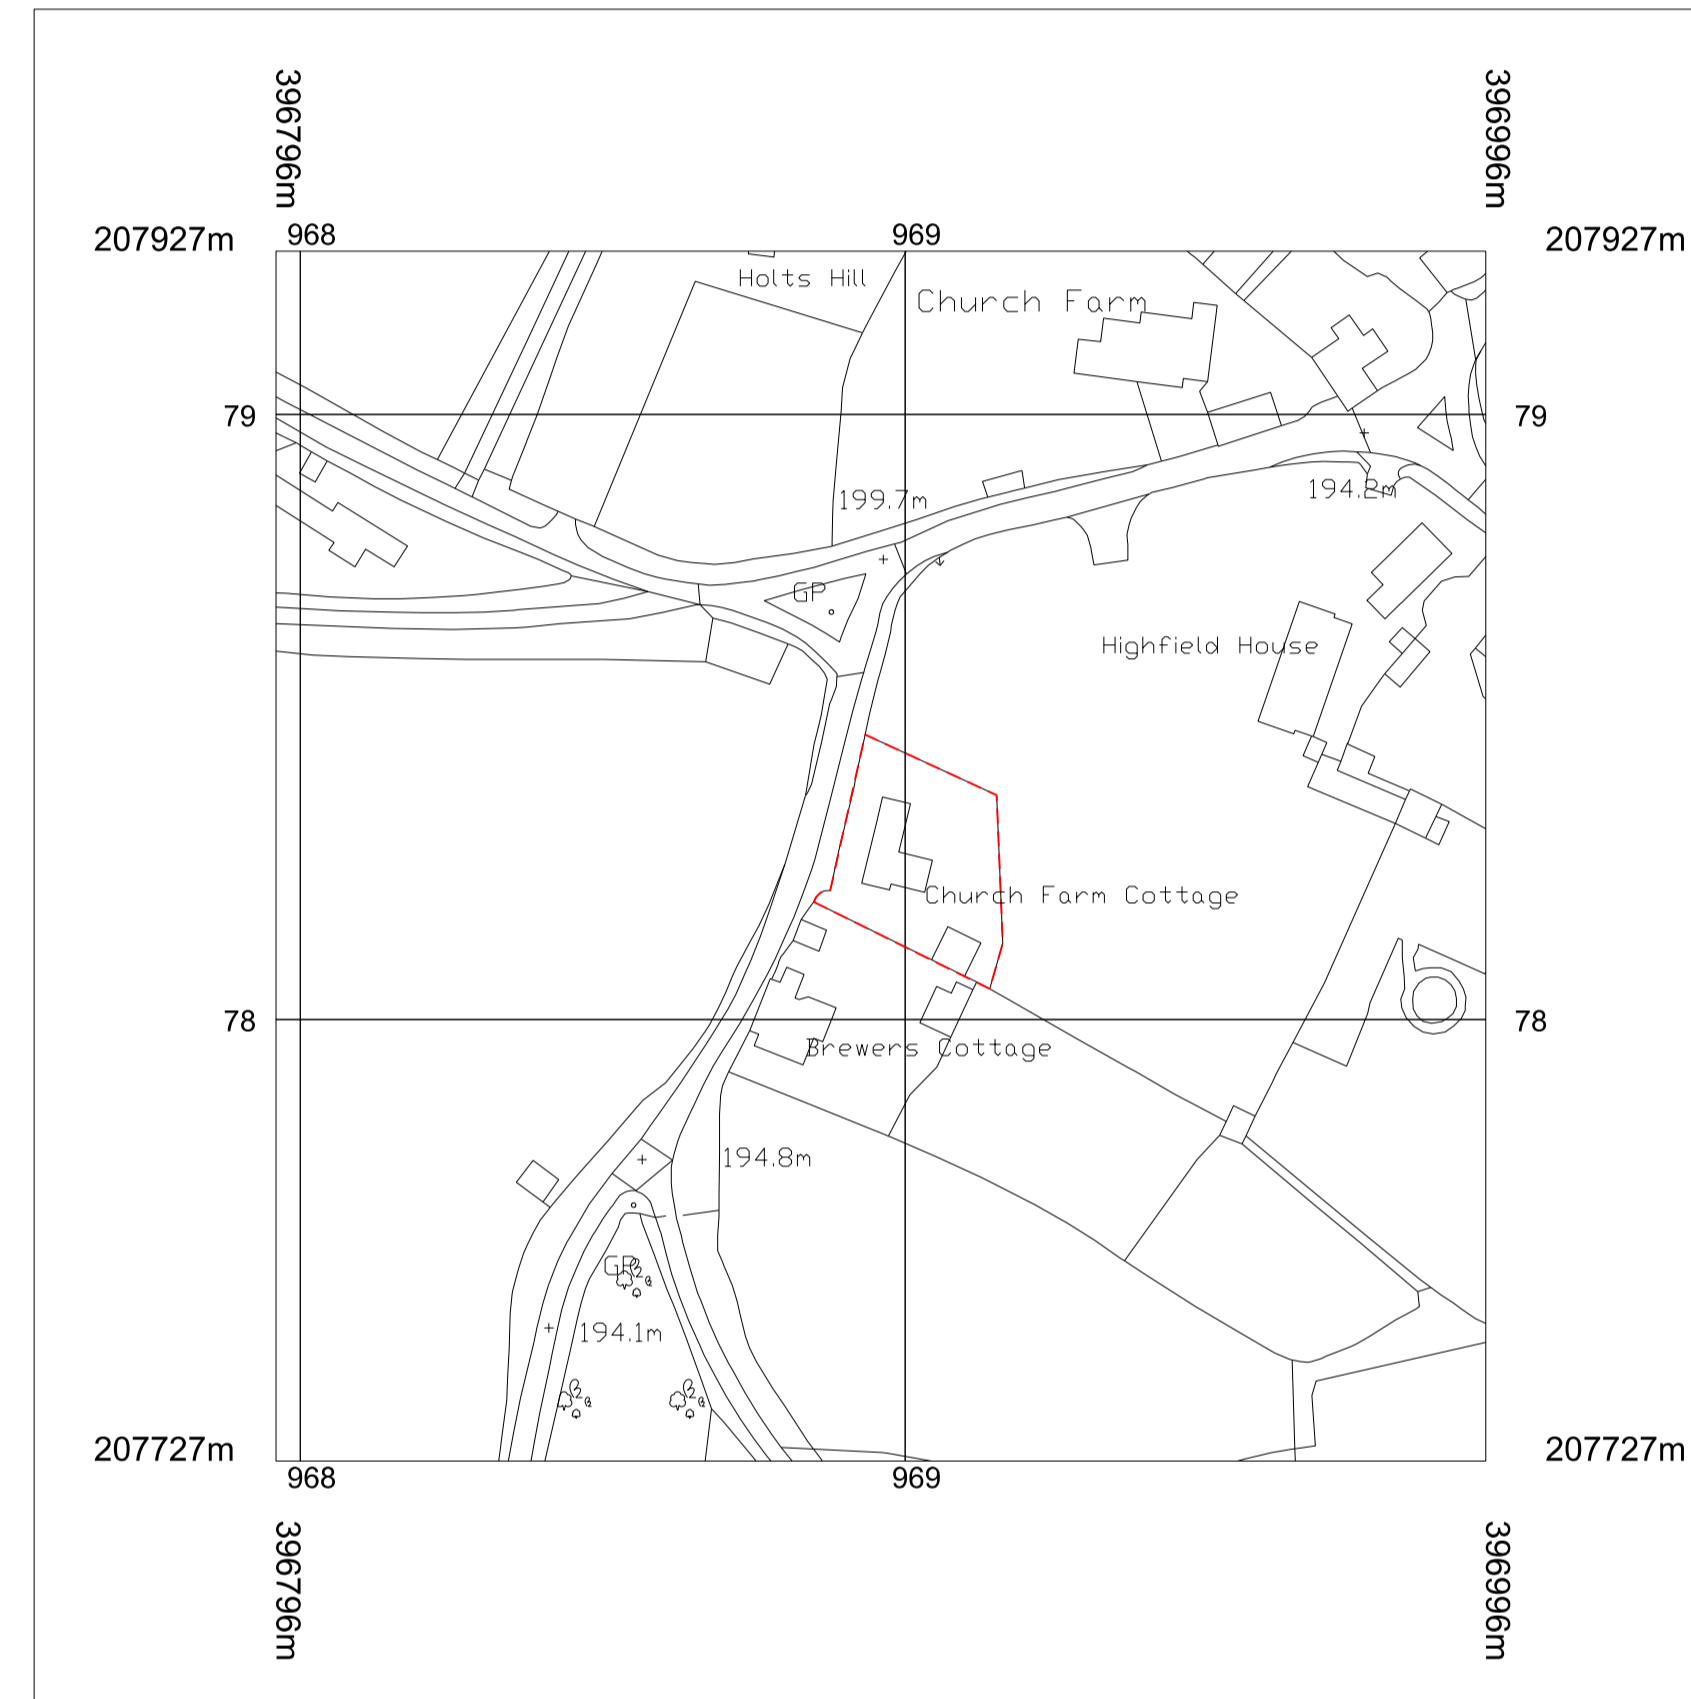 396796m
396996m
207927m
968
969
207927m
Holts Hill
Church Farm
79
79
199.7m
194.2m
GP
Highfield House
Church Farm Cottage
78
78
Brewers Cottage
194.8m
GP
194.1m
207727m
968
969
207727m
396796m
396996m